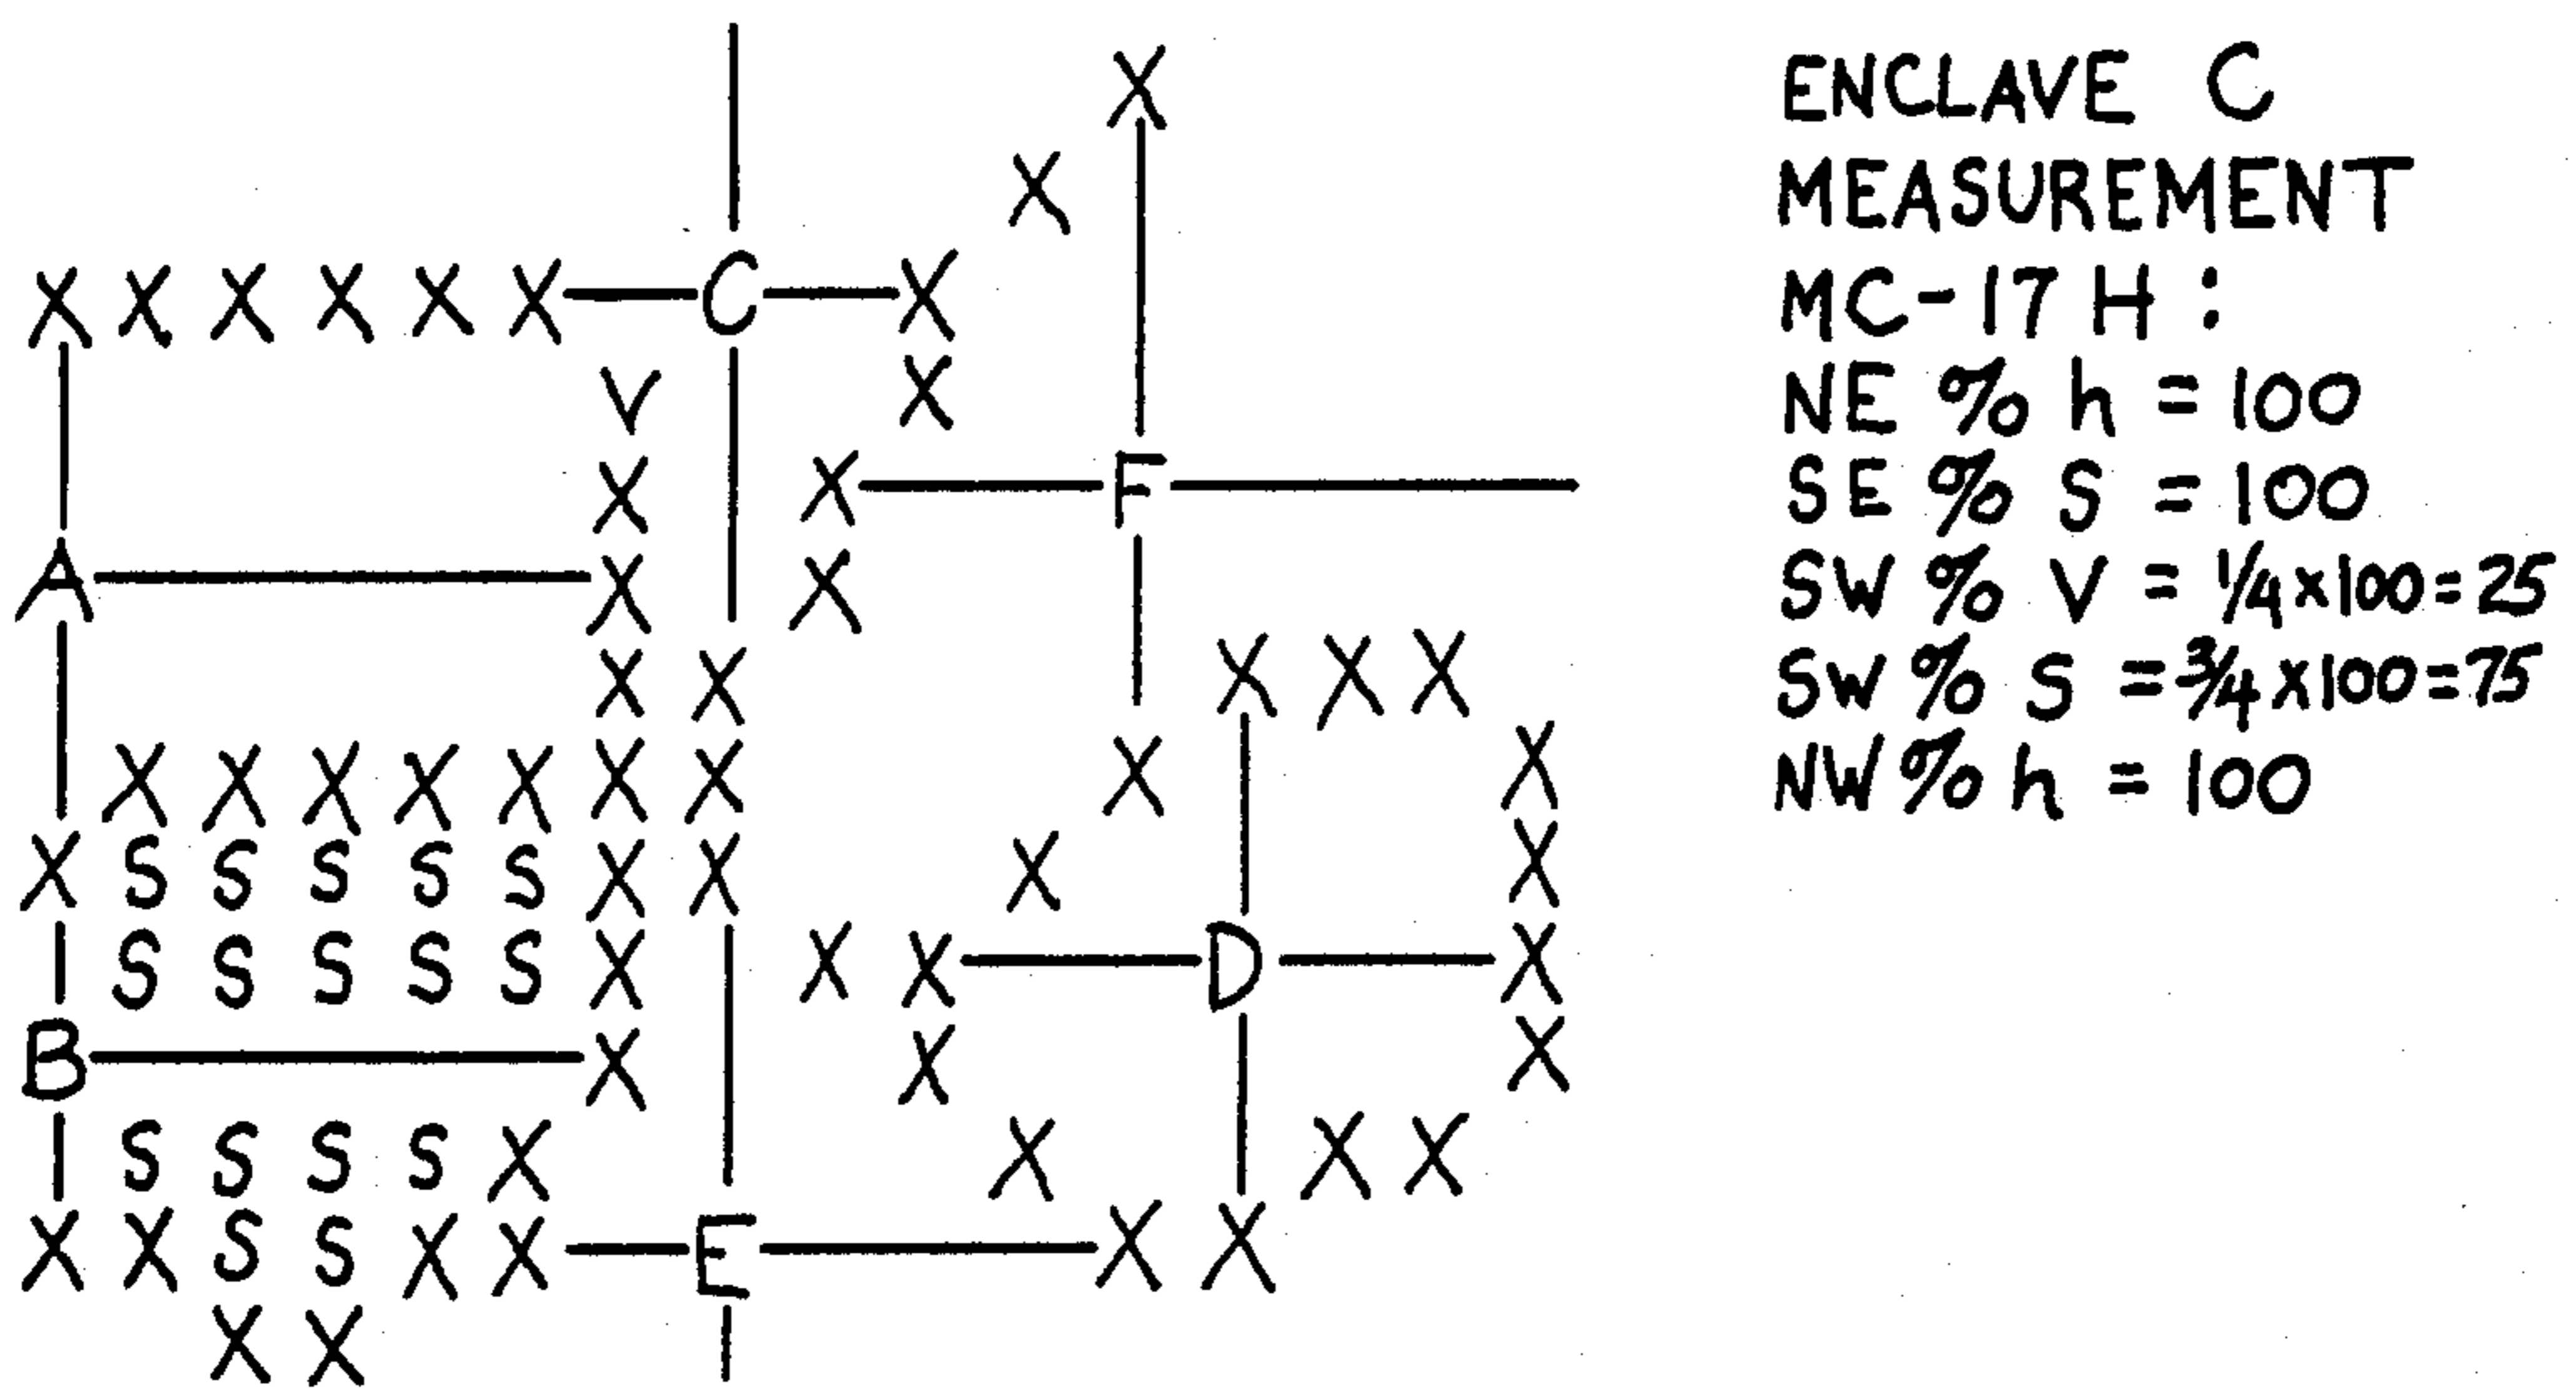 X
X
X X X X X X C X
V X
X X F
A X X
X X X X X
X X X X X X X X X
X S S S S S X X X X
S S S S S X X X D X
B X X X
S S S S X X X X
X X S S X X E X X
X X
ENCLAVE C
MEASUREMENT
MC-17 H :
NE % h = 100
SE % S = 100
SW % V = 1/4 x 100 = 25
SW % S = 3/4 x 100 = 75
NW % h = 100